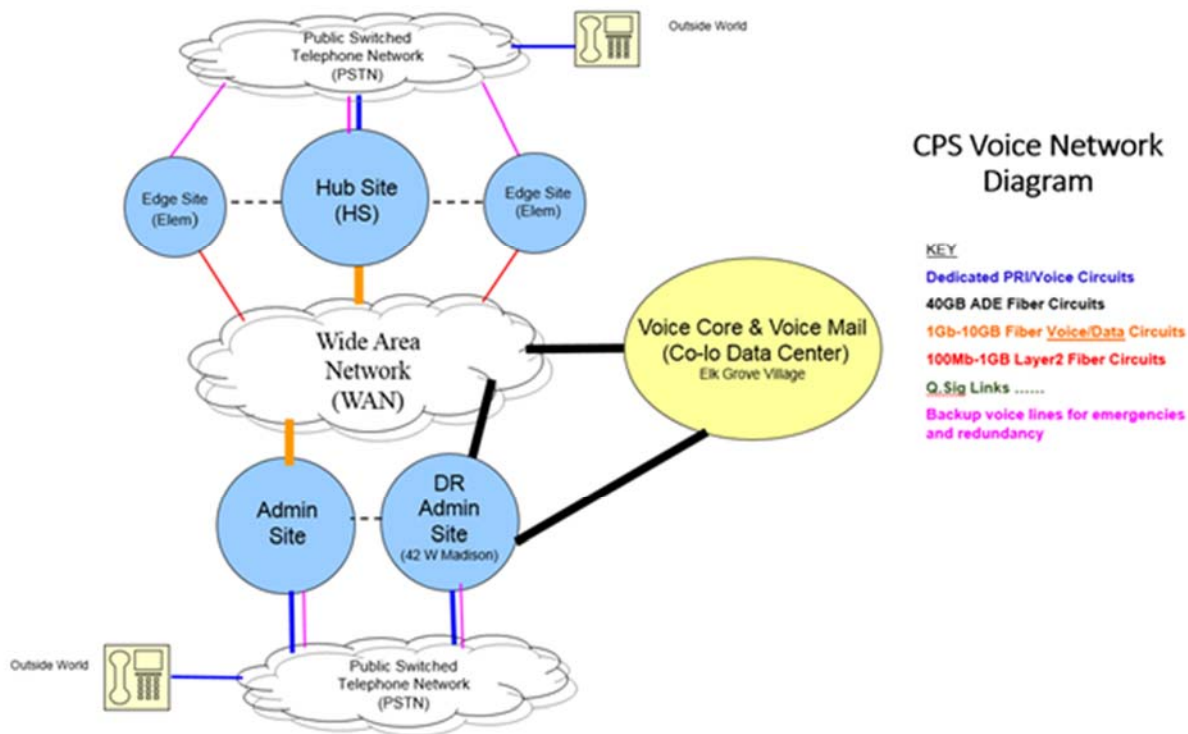 Public Switched
Telephone Network
(PSTN)
Outside World
CPS Voice Network
Diagram
Edge Site
(Elem)
Hub Site
(HS)
Edge Site
(Elem)
KEY
Dedicated PRI/Voice Circuits
40GB ADE Fiber Circuits
1Gb-10GB Fiber Voice/Data Circuits
100Mb-1GB Layer2 Fiber Circuits
Q.Sig Links ......
Backup voice lines for emergencies
and redundancy
Wide Area
Network
(WAN)
Voice Core & Voice Mail
(Co-lo Data Center)
Elk Grove Village
Admin
Site
DR
Admin
Site
(42 W Madison)
Outside World
Public Switched
Telephone Network
(PSTN)